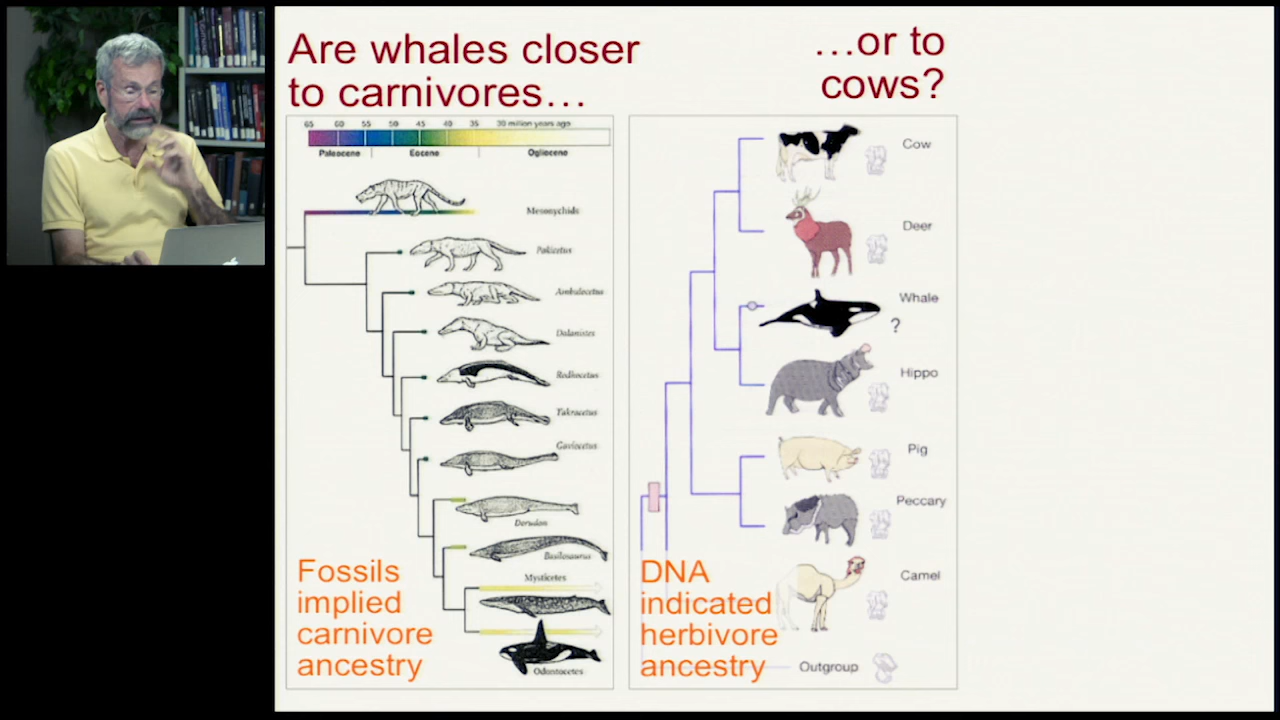 Are whales closer
to carnivores…
…or to
cows?
65 60 55 50 45 40 35 30 million years ago
Paleocene Eocene Ogliocene
Mesonychids
Pakicetus
Ambulocetus
Dalanistes
Rodhocetus
Takracetus
Gaviocetus
Dorudon
Basilosaurus
Mysticetes
Odontocetes
Fossils
implied
carnivore
ancestry
Cow
Deer
Whale
?
Hippo
Pig
Peccary
Camel
Outgroup
DNA
indicated
herbivore
ancestry